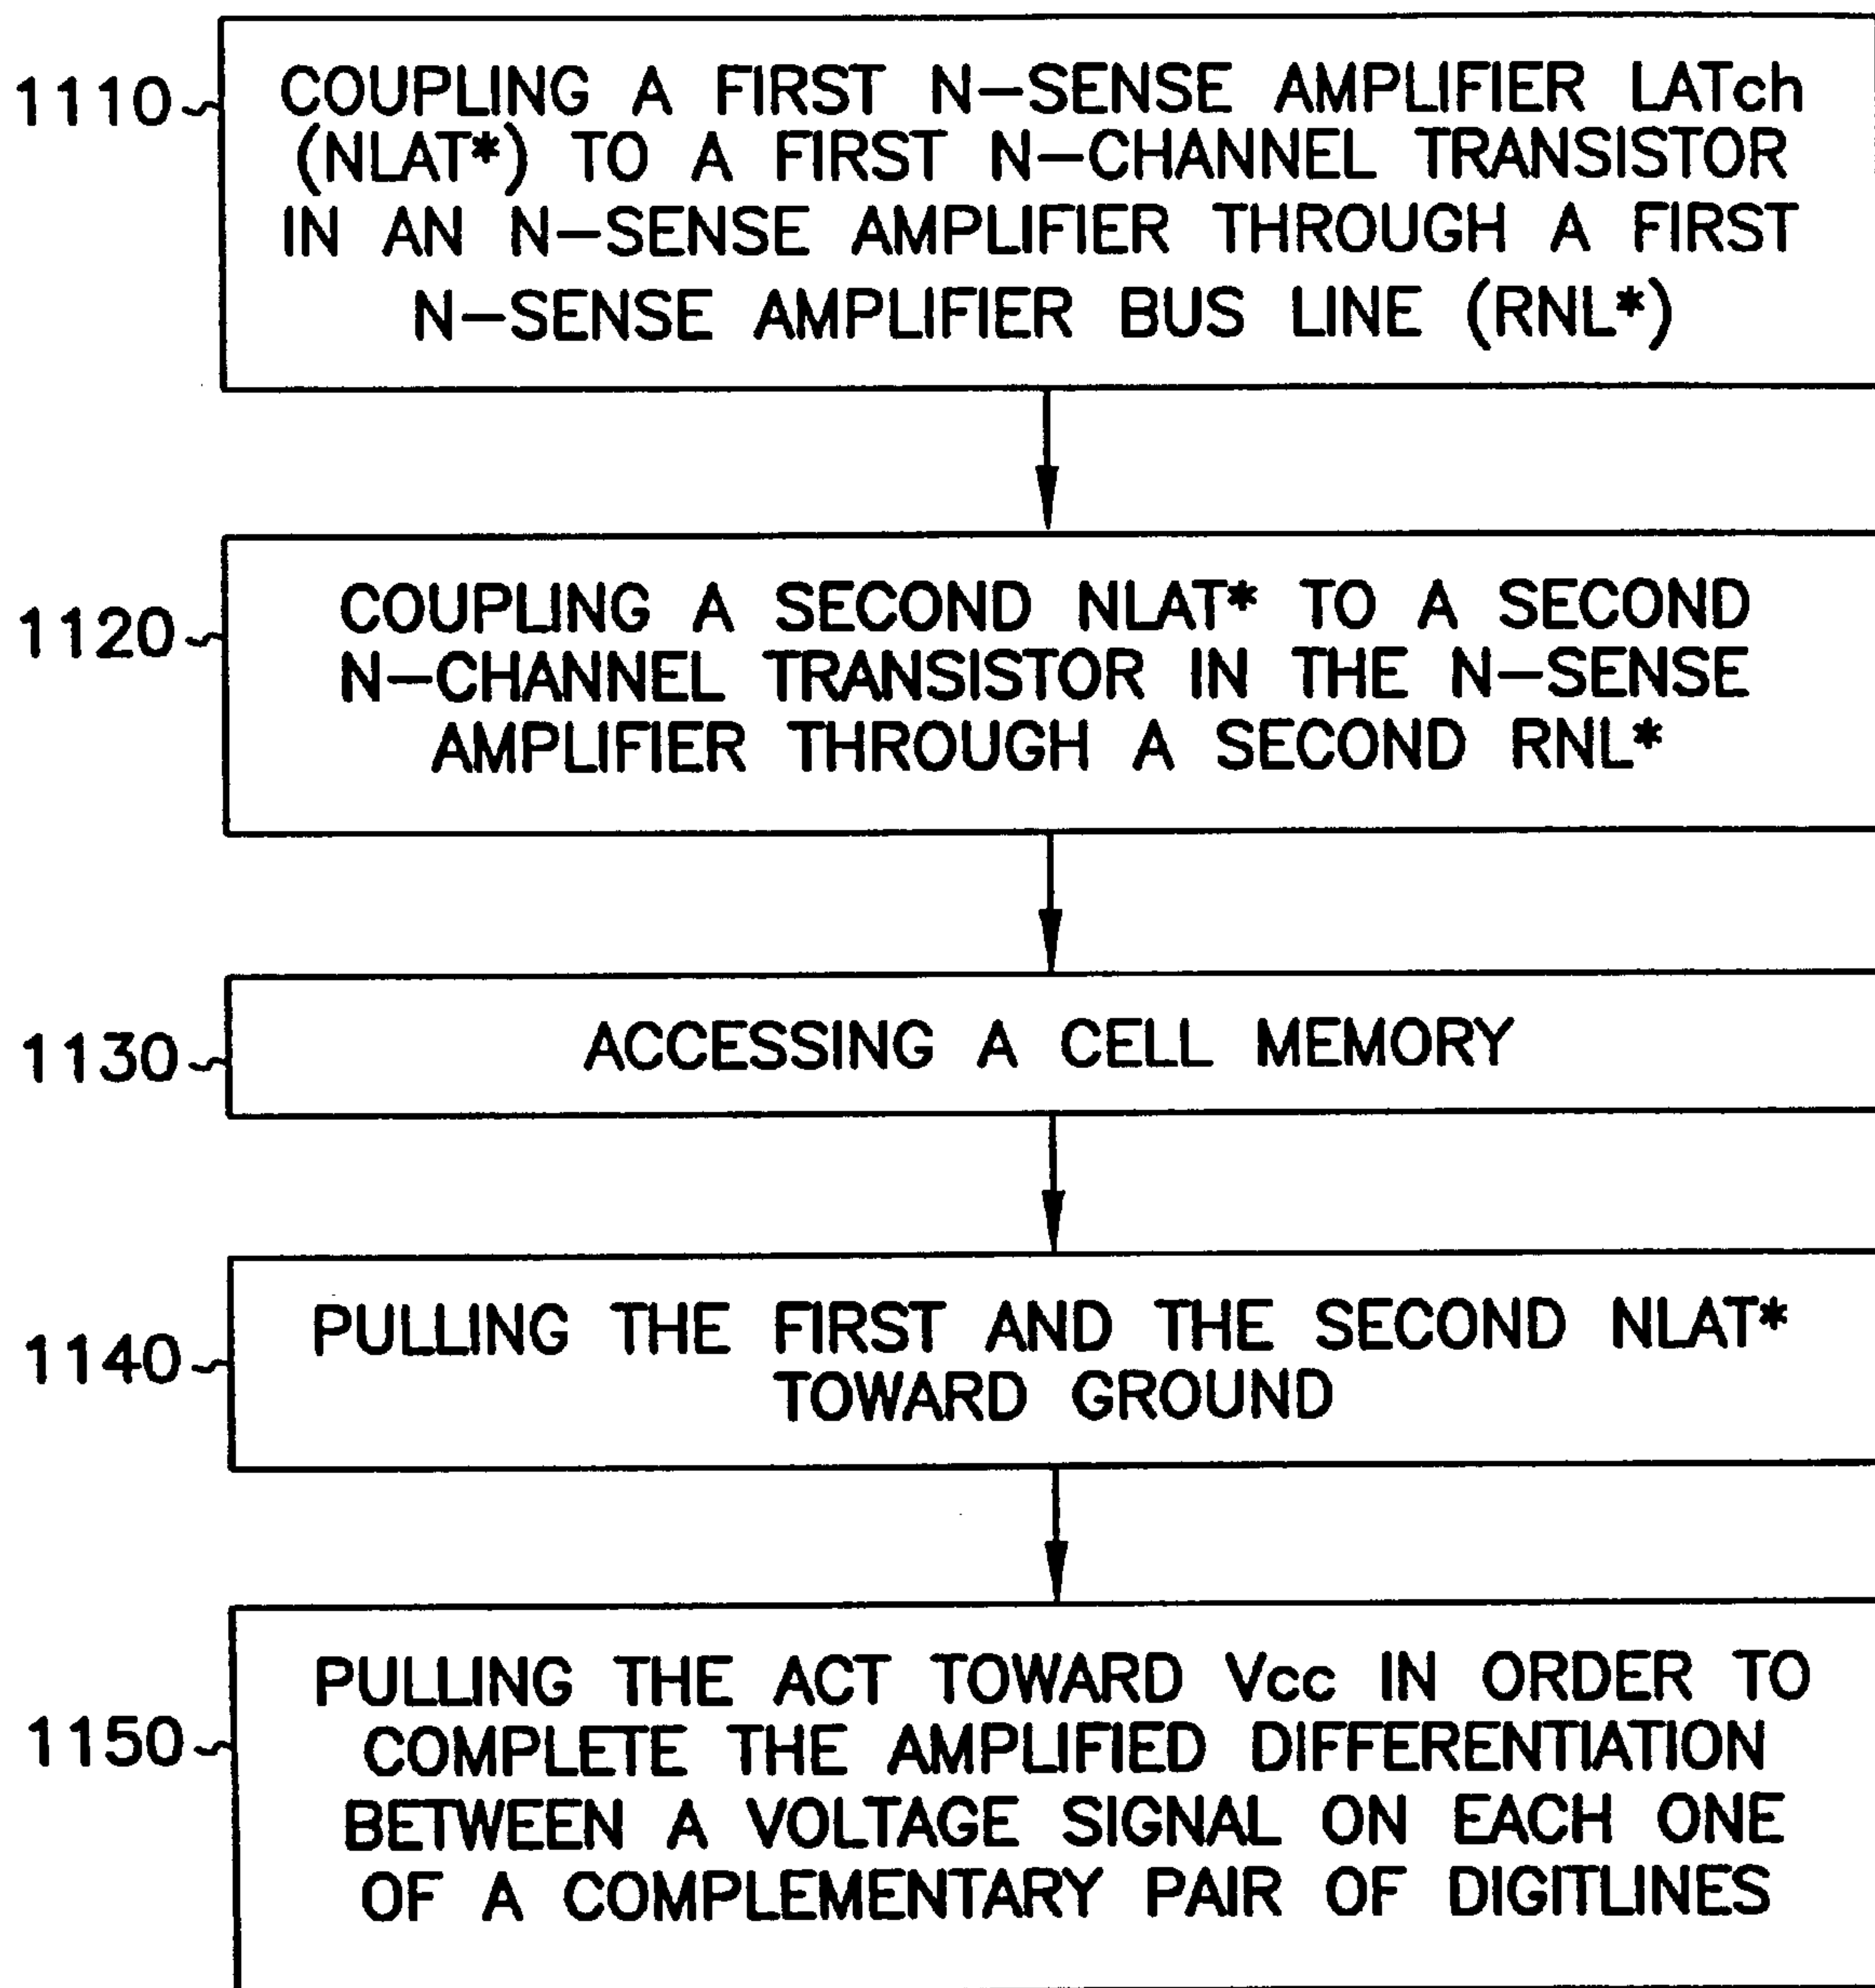 1110
COUPLING A FIRST N-SENSE AMPLIFIER LATch
(NLAT*) TO A FIRST N-CHANNEL TRANSISTOR
IN AN N-SENSE AMPLIFIER THROUGH A FIRST
N-SENSE AMPLIFIER BUS LINE (RNL*)
1120
COUPLING A SECOND NLAT* TO A SECOND
N-CHANNEL TRANSISTOR IN THE N-SENSE
AMPLIFIER THROUGH A SECOND RNL*
1130
ACCESSING A CELL MEMORY
1140
PULLING THE FIRST AND THE SECOND NLAT*
TOWARD GROUND
1150
PULLING THE ACT TOWARD Vcc IN ORDER TO
COMPLETE THE AMPLIFIED DIFFERENTIATION
BETWEEN A VOLTAGE SIGNAL ON EACH ONE
OF A COMPLEMENTARY PAIR OF DIGITLINES